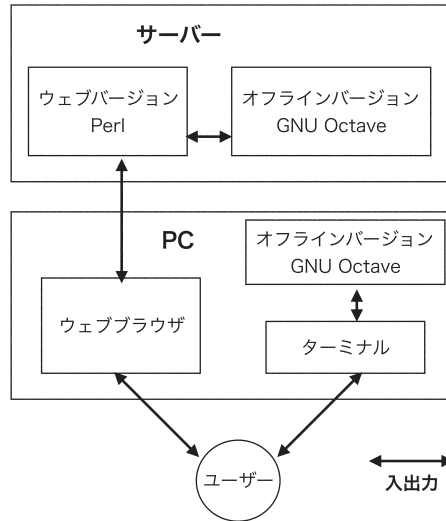 サーバー
ウェブバージョン
Perl
オフラインバージョン
GNU Octave
PC
オフラインバージョン
GNU Octave
ウェブブラウザ
ターミナル
ユーザー
入出力